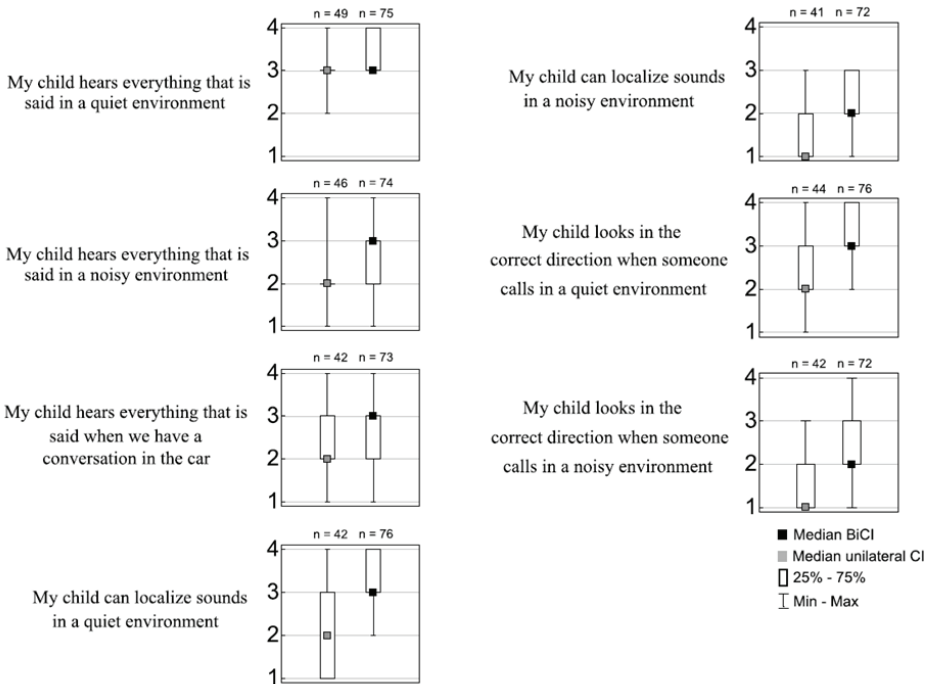 n = 49 n = 75
4
3
2
1
My child hears everything that is
said in a quiet environment
n = 46 n = 74
4
3
2
1
My child hears everything that is
said in a noisy environment
n = 42 n = 73
4
3
2
1
My child hears everything that is
said when we have a
conversation in the car
n = 42 n = 76
4
3
2
1
My child can localize sounds
in a quiet environment
n = 41 n = 72
4
3
2
1
My child can localize sounds
in a noisy environment
n = 44 n = 76
4
3
2
1
My child looks in the
correct direction when someone
calls in a quiet environment
n = 42 n = 72
4
3
2
1
My child looks in the
correct direction when someone
calls in a noisy environment
Median BiCI
Median unilateral CI
25% - 75%
Min - Max